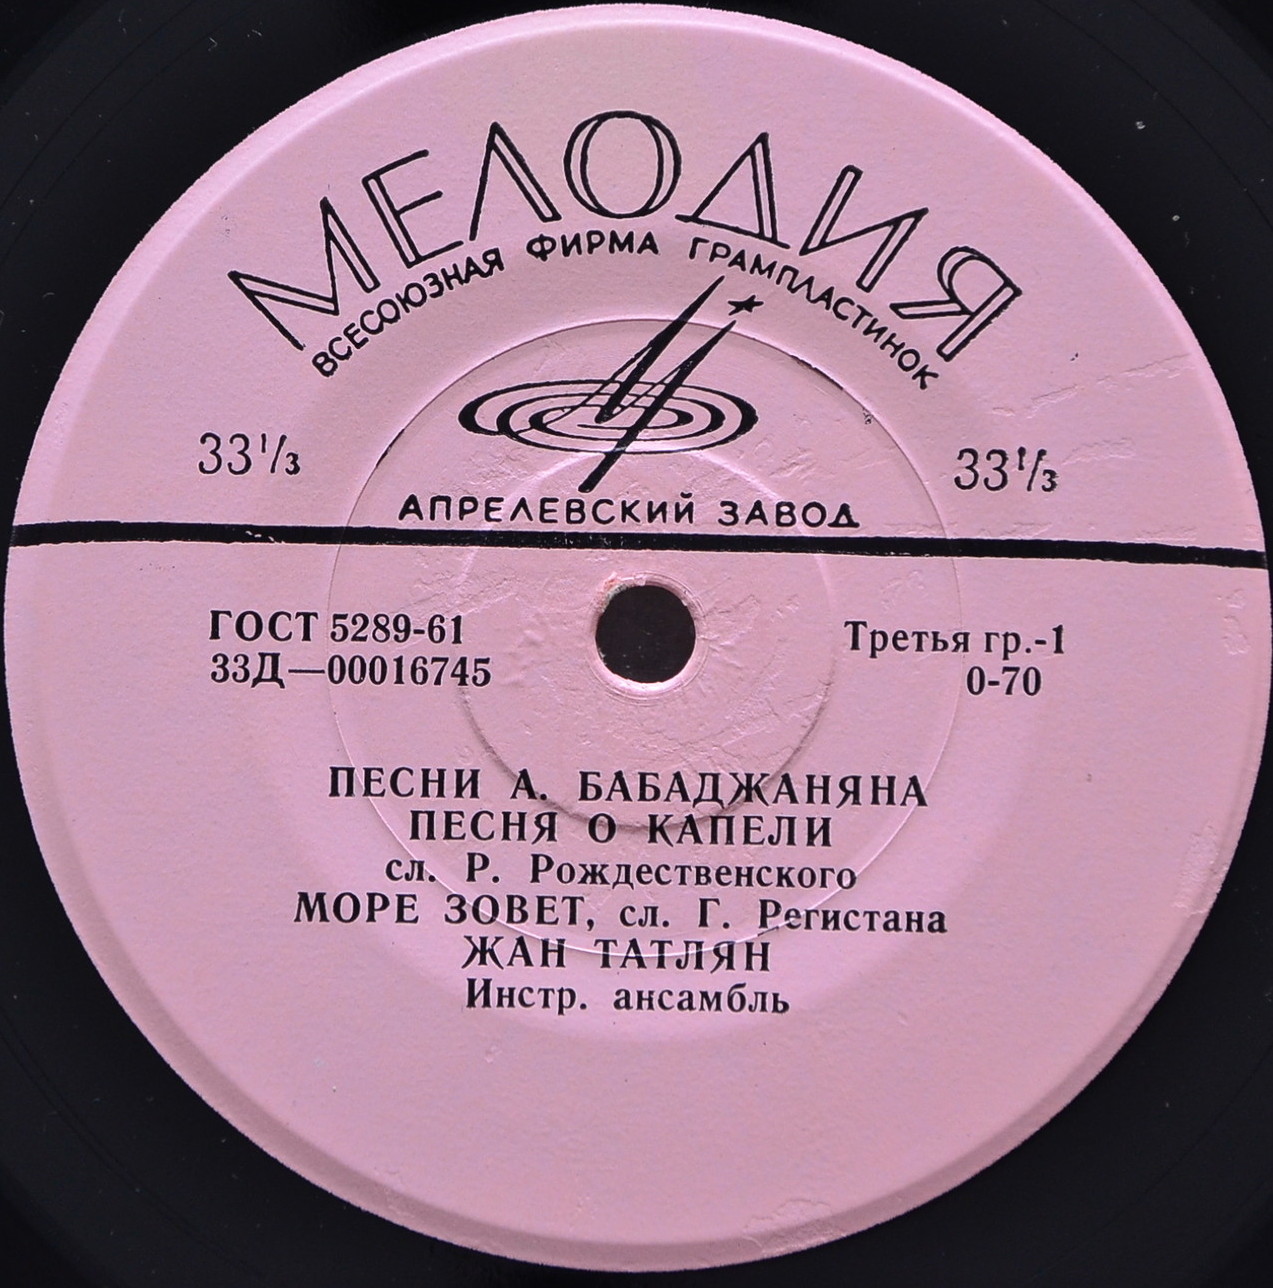 МЕЛОДИЯ
ВСЕСОЮЗНАЯ ФИРМА ГРАМПЛАСТИНОК
33⅓ 33⅓
АПРЕЛЕВСКИЙ ЗАВОД
ГОСТ 5289-61 Третья гр.-1
33Д—00016745 0-70
ПЕСНИ А. БАБАДЖАНЯНА
ПЕСНЯ О КАПЕЛИ
сл. Р. Рождественского
МОРЕ ЗОВЕТ, сл. Г. Регистана
ЖАН ТАТЛЯН
Инстр. ансамбль